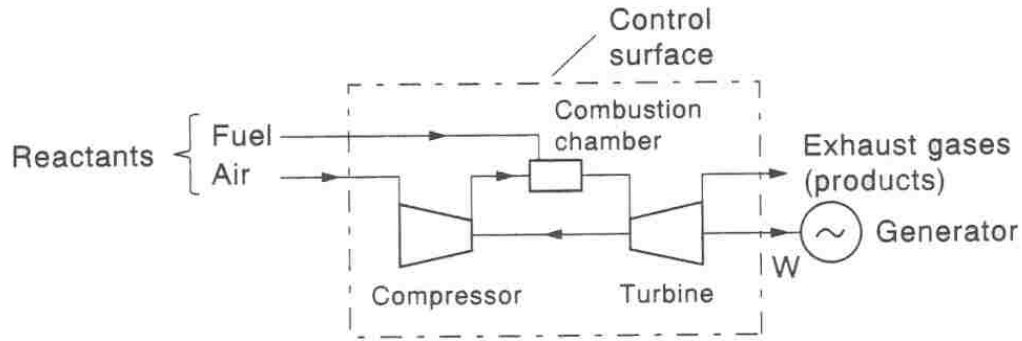 Control
surface
Combustion
chamber
Reactants
Fuel
Air
Exhaust gases
(products)
~
Generator
W
Compressor
Turbine